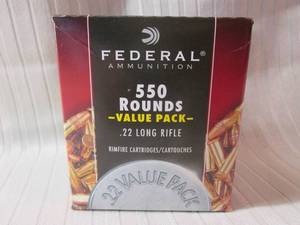 FEDERAL®
AMMUNITION
550
ROUNDS
–VALUE PACK–
.22 LONG RIFLE
RIMFIRE CARTRIDGES/CARTOUCHES
.22 VALUE PACK